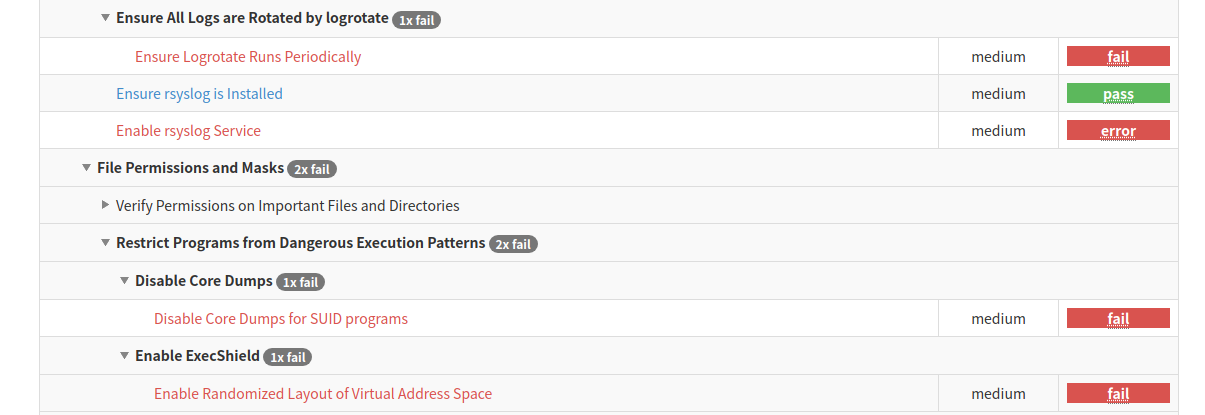 Ensure All Logs are Rotated by logrotate 1x fail
Ensure Logrotate Runs Periodically medium fail
Ensure rsyslog is Installed medium pass
Enable rsyslog Service medium error
File Permissions and Masks 2x fail
Verify Permissions on Important Files and Directories
Restrict Programs from Dangerous Execution Patterns 2x fail
Disable Core Dumps 1x fail
Disable Core Dumps for SUID programs medium fail
Enable ExecShield 1x fail
Enable Randomized Layout of Virtual Address Space medium fail